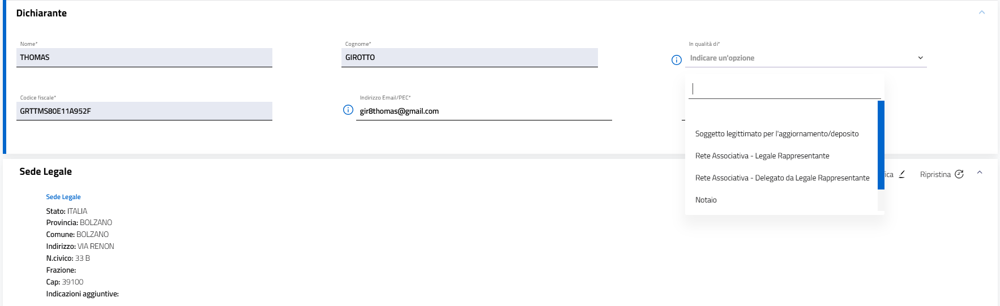 Dichiarante
Nome*
Cognome*
In qualità di*
THOMAS
GIROTTO
Indicare un'opzione
Codice fiscale*
Indirizzo Email/PEC*
GRTTMS80E11A952F
gir8thomas@gmail.com
Soggetto legittimato per l'aggiornamento/deposito
Rete Associativa - Legale Rappresentante
Rete Associativa - Delegato da Legale Rappresentante
Notaio
Sede Legale
ica
Ripristina
Sede Legale
Stato: ITALIA
Provincia: BOLZANO
Comune: BOLZANO
Indirizzo: VIA RENON
N.civico: 33 B
Frazione:
Cap: 39100
Indicazioni aggiuntive: